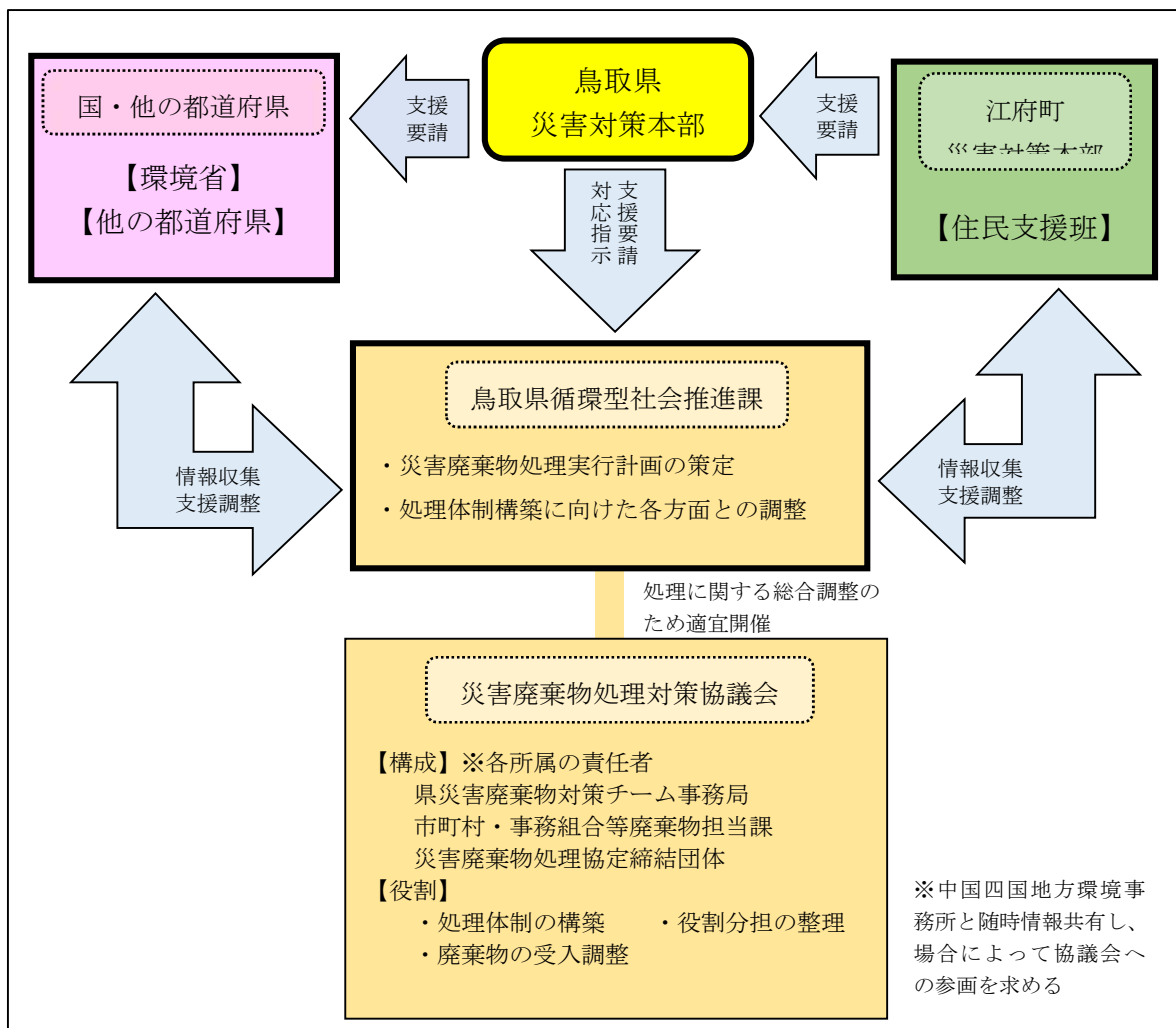 国・他の都道府県
【環境省】
【他の都道府県】
支援
要請
鳥取県
災害対策本部
支援
要請
江府町
災害対策本部
【住民支援班】
支援要請
対応指示
鳥取県循環型社会推進課
・災害廃棄物処理実行計画の策定
・処理体制構築に向けた各方面との調整
情報収集
支援調整
情報収集
支援調整
処理に関する総合調整の
ため適宜開催
災害廃棄物処理対策協議会
【構成】※各所属の責任者
県災害廃棄物対策チーム事務局
市町村・事務組合等廃棄物担当課
災害廃棄物処理協定締結団体
【役割】
・処理体制の構築　・役割分担の整理
・廃棄物の受入調整
※中国四国地方環境事
務所と随時情報共有し、
場合によって協議会へ
の参画を求める